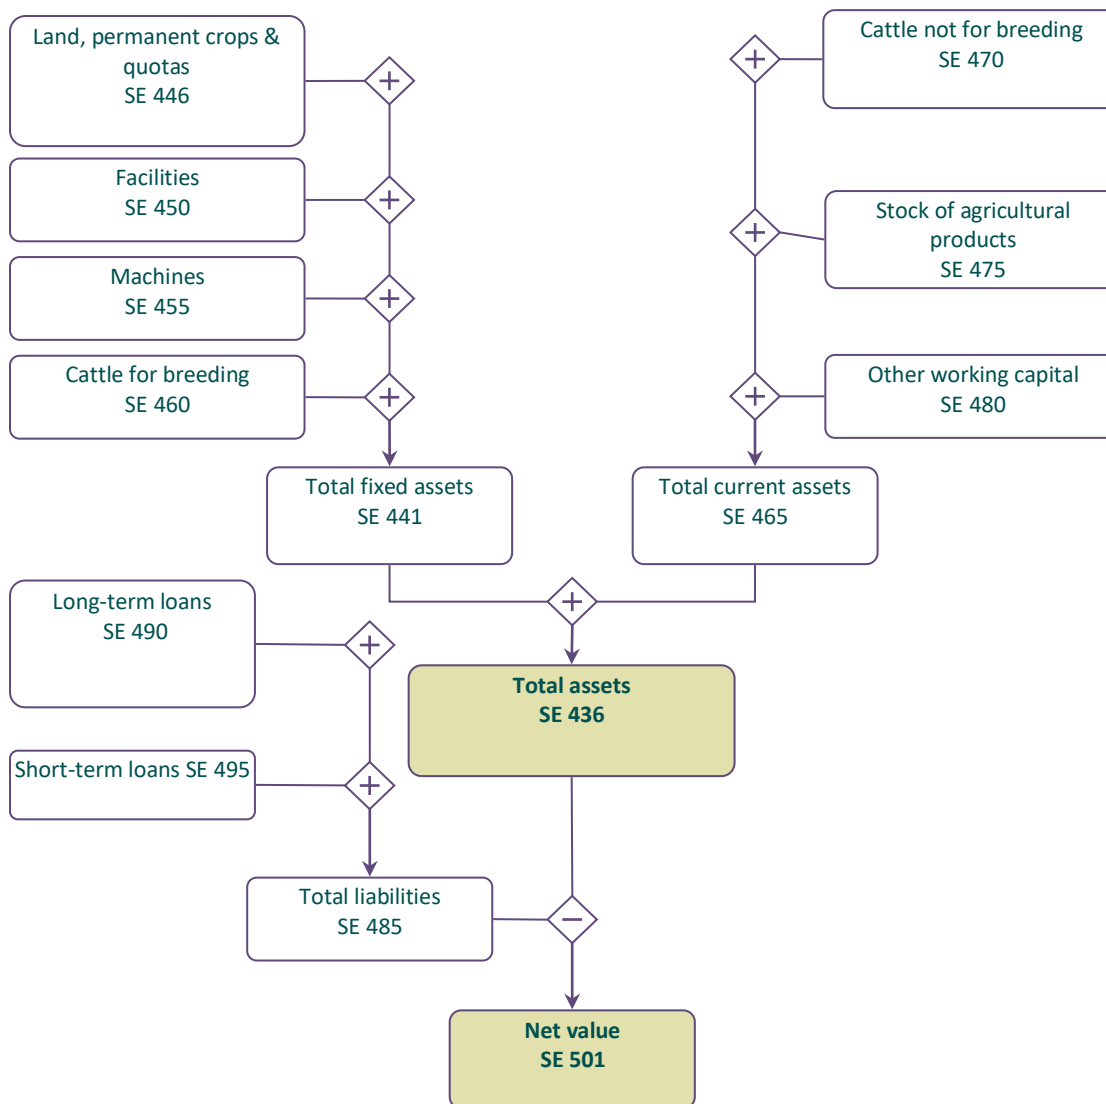 Land, permanent crops &
quotas
SE 446
Cattle not for breeding
SE 470
Facilities
SE 450
Stock of agricultural
products
SE 475
Machines
SE 455
Cattle for breeding
SE 460
Other working capital
SE 480
Total fixed assets
SE 441
Total current assets
SE 465
Long-term loans
SE 490
Total assets
SE 436
Short-term loans SE 495
Total liabilities
SE 485
Net value
SE 501